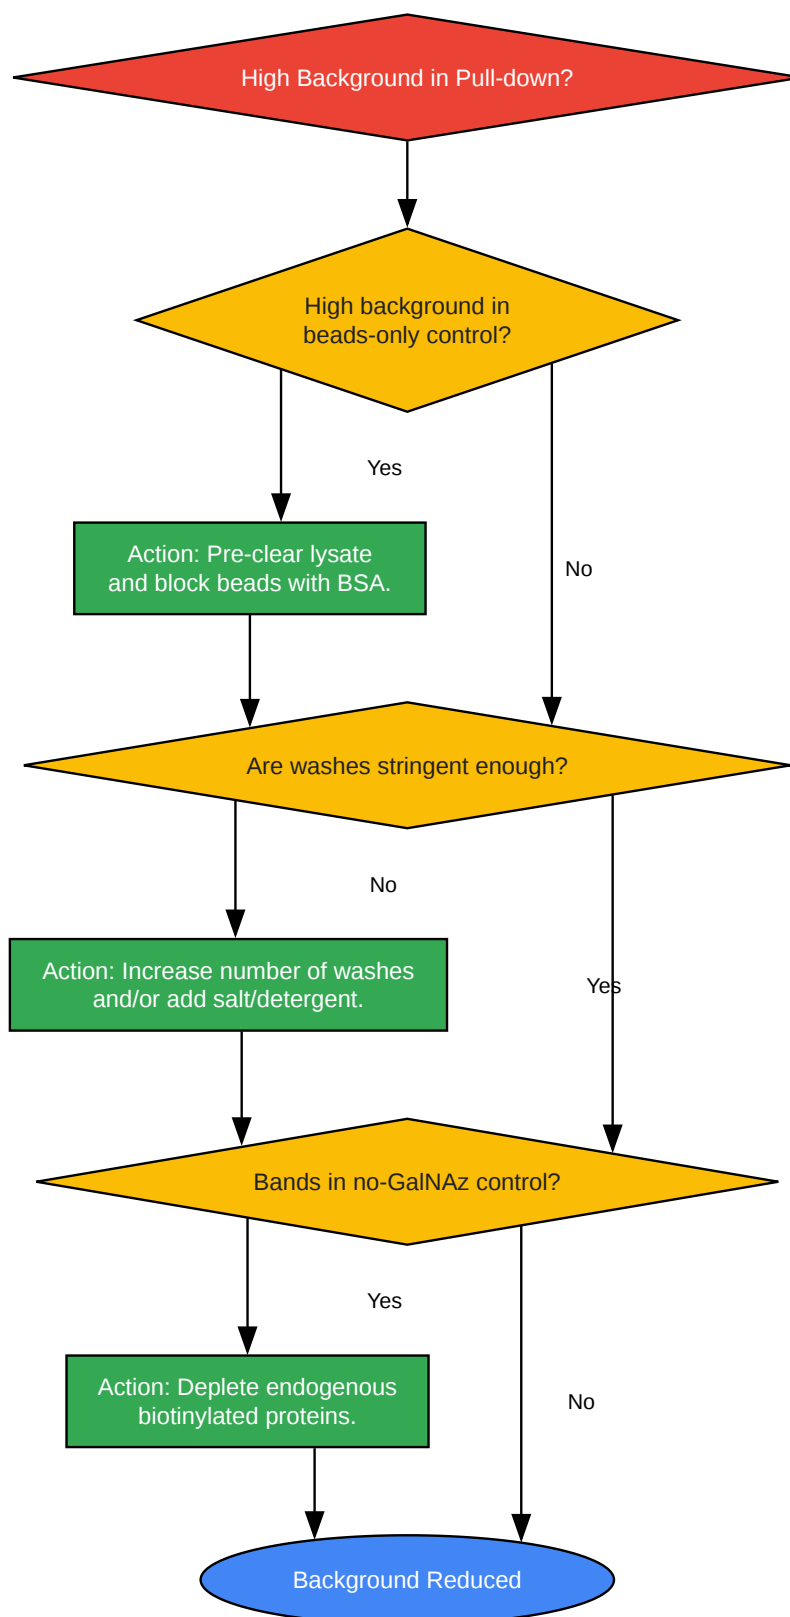 High Background in Pull-down?
High background in
beads-only control?
Yes
Action: Pre-clear lysate
and block beads with BSA.
No
Are washes stringent enough?
No
Action: Increase number of washes
and/or add salt/detergent.
Yes
Bands in no-GalNAz control?
Yes
Action: Deplete endogenous
biotinylated proteins.
No
Background Reduced